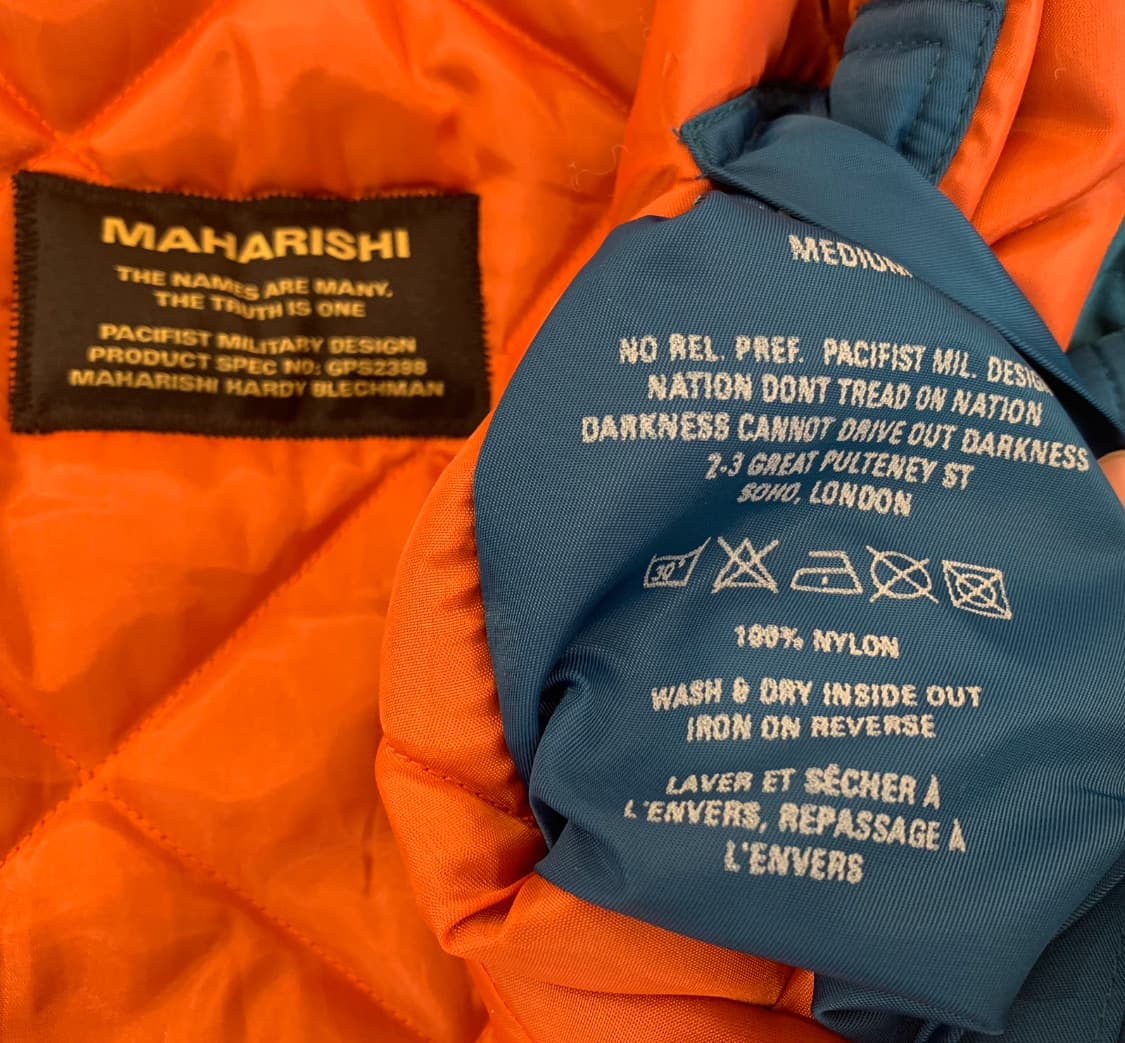 MAHARISHI
THE NAMES ARE MANY,
THE TRUTH IS ONE
PACIFIST MILITARY DESIGN
PRODUCT SPEC NO: GPS2398
MAHARISHI HARDY BLECHMAN
MEDIUM
NO REL. PREF. PACIFIST MIL. DESIGN
NATION DONT TREAD ON NATION
DARKNESS CANNOT DRIVE OUT DARKNESS
2-3 GREAT PULTENEY ST
SOHO, LONDON
30°
100% NYLON
WASH & DRY INSIDE OUT
IRON ON REVERSE
LAVER ET SÉCHER À
L'ENVERS, REPASSAGE À
L'ENVERS